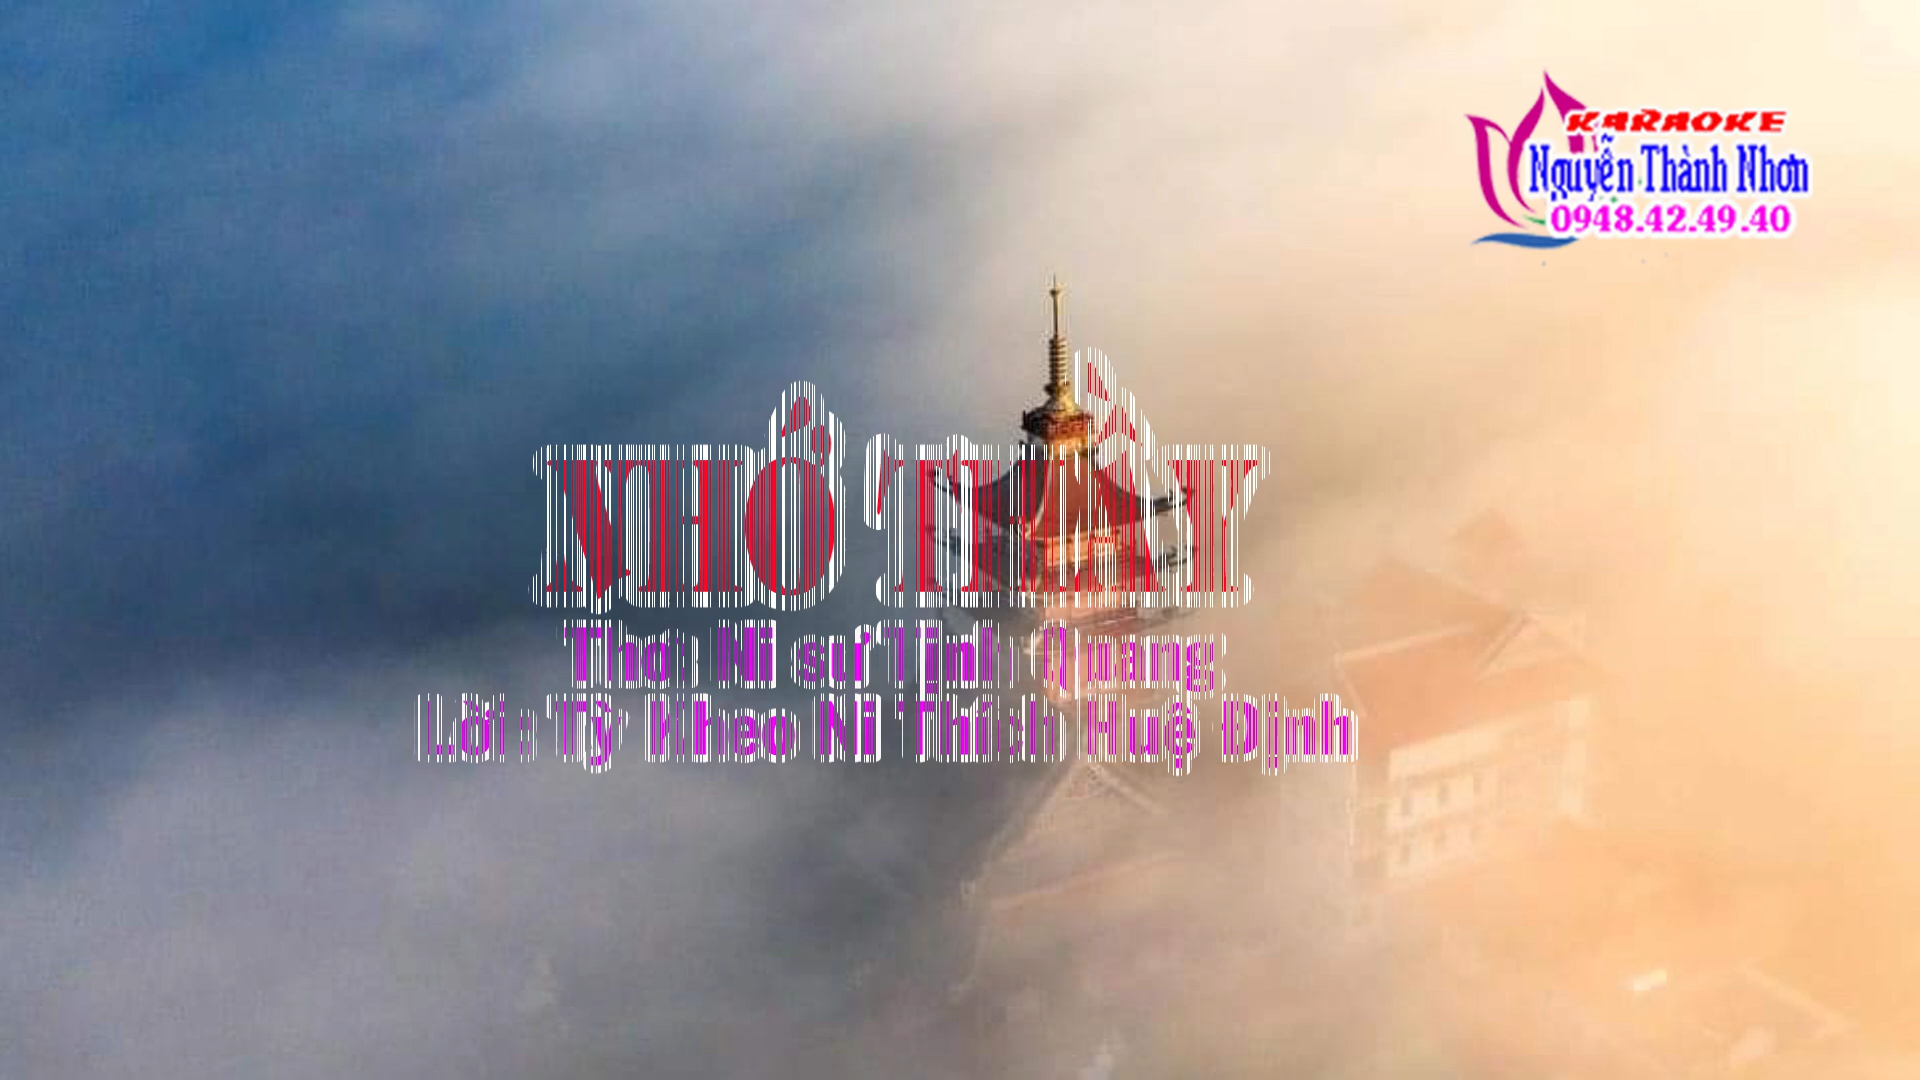 KARAOKE
Nguyễn Thành Nhơn
0948.42.49.40
NHỚ THẦY
Thơ: Ni sư Tịnh Quang
Lời: Tỳ Kheo Ni Thích Huệ Định